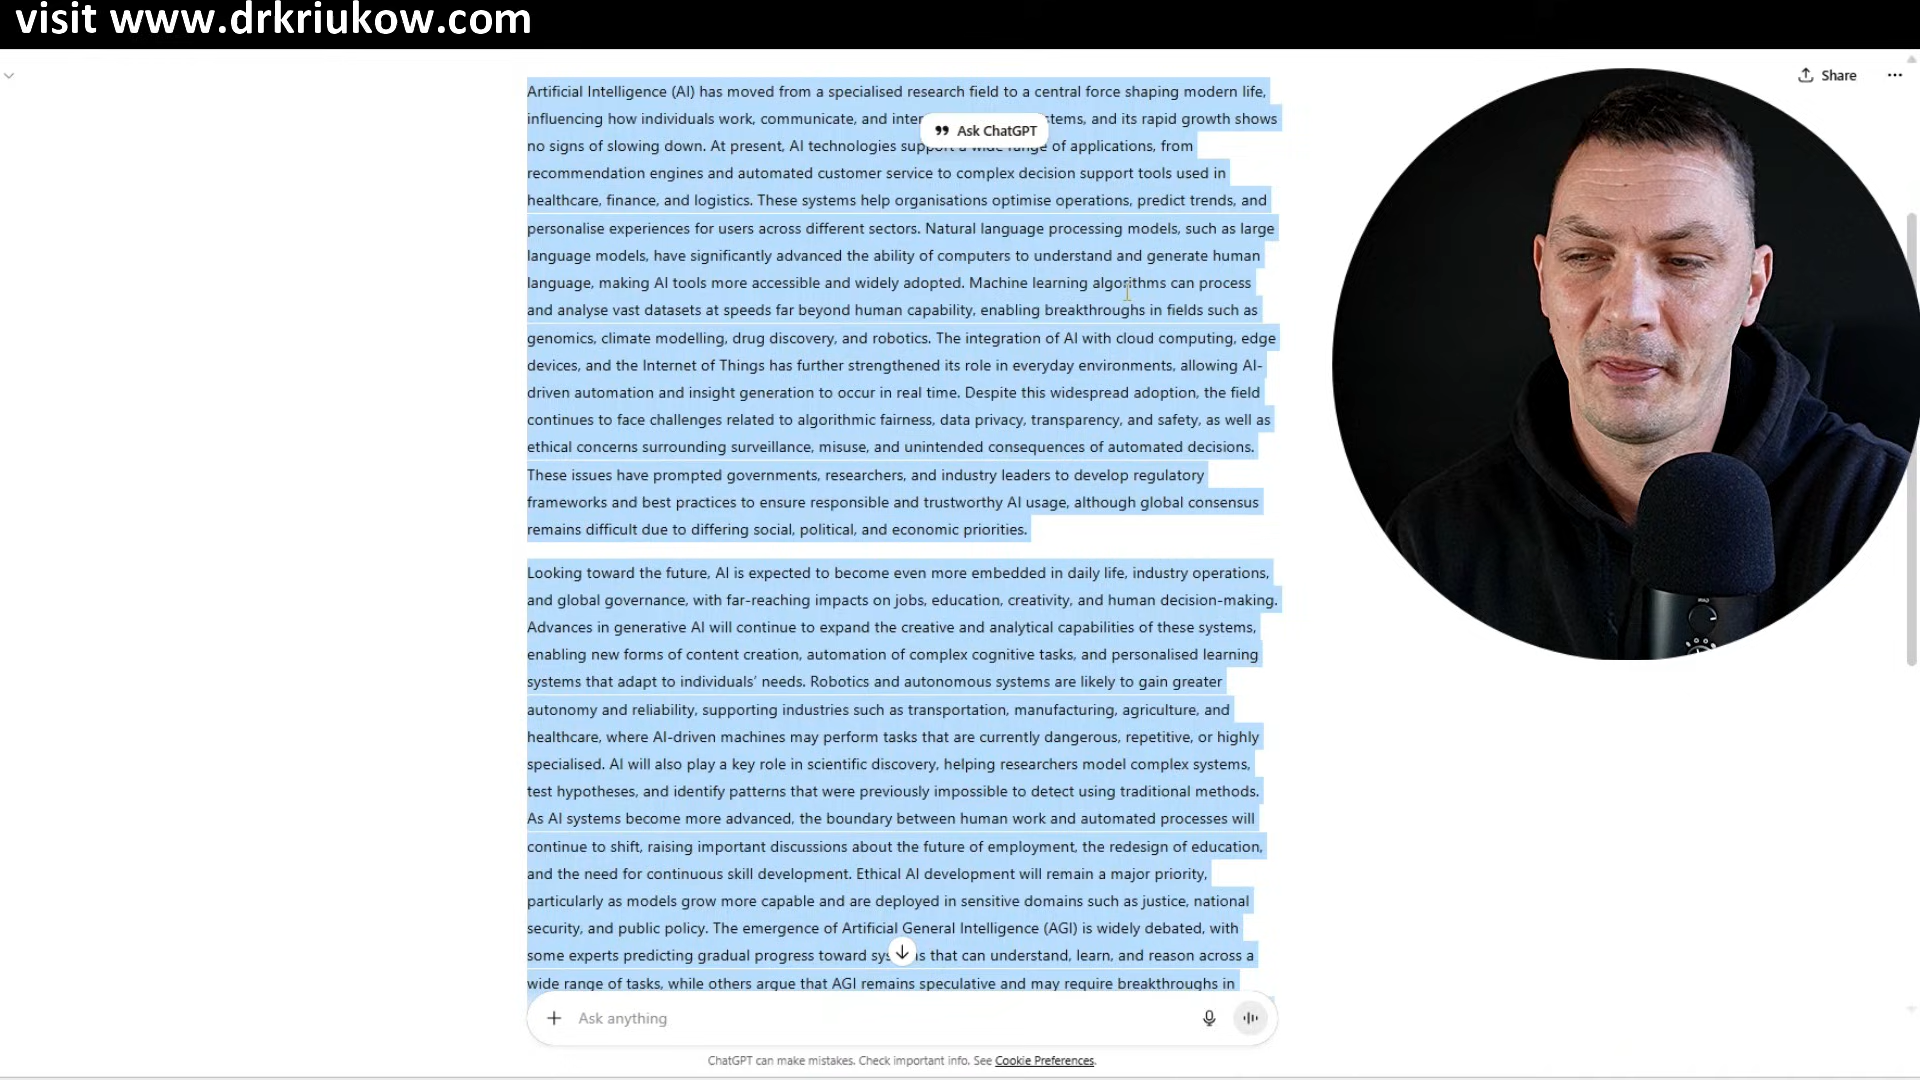 visit www.drkriukow.com
Share
Artificial Intelligence (AI) has moved from a specialised research field to a central force shaping modern life,
influencing how individuals work, communicate, and inter
stems, and its rapid growth shows
Ask ChatGPT
no signs of slowing down. At present, AI technologies support a wide range of applications, from
recommendation engines and automated customer service to complex decision support tools used in
healthcare, finance, and logistics. These systems help organisations optimise operations, predict trends, and
personalise experiences for users across different sectors. Natural language processing models, such as large
language models, have significantly advanced the ability of computers to understand and generate human
language, making AI tools more accessible and widely adopted. Machine learning algorithms can process
and analyse vast datasets at speeds far beyond human capability, enabling breakthroughs in fields such as
genomics, climate modelling, drug discovery, and robotics. The integration of AI with cloud computing, edge
devices, and the Internet of Things has further strengthened its role in everyday environments, allowing AI-
driven automation and insight generation to occur in real time. Despite this widespread adoption, the field
continues to face challenges related to algorithmic fairness, data privacy, transparency, and safety, as well as
ethical concerns surrounding surveillance, misuse, and unintended consequences of automated decisions.
These issues have prompted governments, researchers, and industry leaders to develop regulatory
frameworks and best practices to ensure responsible and trustworthy AI usage, although global consensus
remains difficult due to differing social, political, and economic priorities.
Looking toward the future, AI is expected to become even more embedded in daily life, industry operations,
and global governance, with far-reaching impacts on jobs, education, creativity, and human decision-making.
Advances in generative AI will continue to expand the creative and analytical capabilities of these systems,
enabling new forms of content creation, automation of complex cognitive tasks, and personalised learning
systems that adapt to individuals’ needs. Robotics and autonomous systems are likely to gain greater
autonomy and reliability, supporting industries such as transportation, manufacturing, agriculture, and
healthcare, where AI-driven machines may perform tasks that are currently dangerous, repetitive, or highly
specialised. AI will also play a key role in scientific discovery, helping researchers model complex systems,
test hypotheses, and identify patterns that were previously impossible to detect using traditional methods.
As AI systems become more advanced, the boundary between human work and automated processes will
continue to shift, raising important discussions about the future of employment, the redesign of education,
and the need for continuous skill development. Ethical AI development will remain a major priority,
particularly as models grow more capable and are deployed in sensitive domains such as justice, national
security, and public policy. The emergence of Artificial General Intelligence (AGI) is widely debated, with
some experts predicting gradual progress toward sys s that can understand, learn, and reason across a
wide range of tasks, while others argue that AGI remains speculative and may require breakthroughs in
Ask anything
ChatGPT can make mistakes. Check important info. See Cookie Preferences.